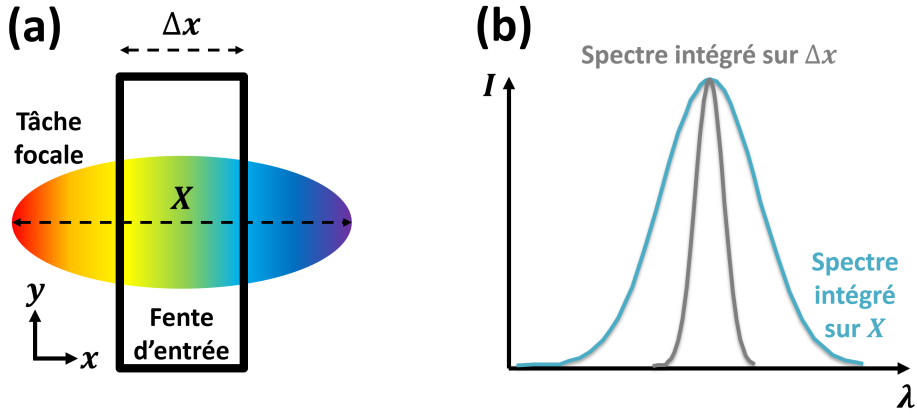 (a)
Δx
Tâche
focale
X
y
x
Fente
d'entrée
(b)
Spectre intégré sur Δx
I
Spectre
intégré
sur X
λ